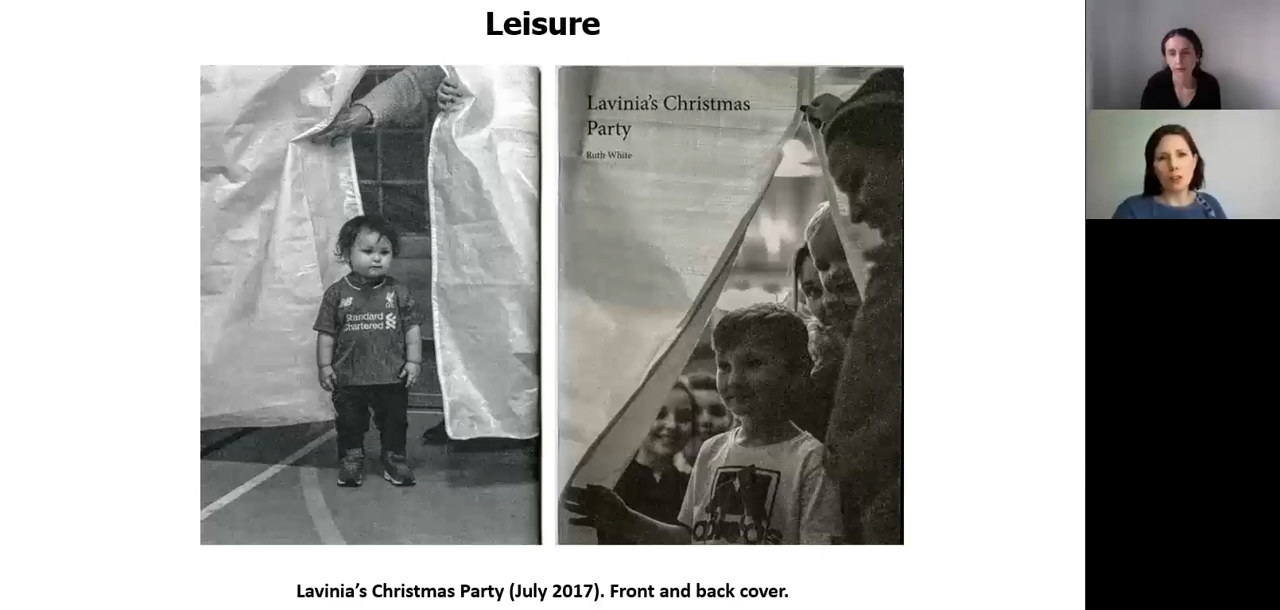 Leisure
Standard
Chartered
Lavinia's Christmas
Party
Ruth White
Lavinia’s Christmas Party (July 2017). Front and back cover.